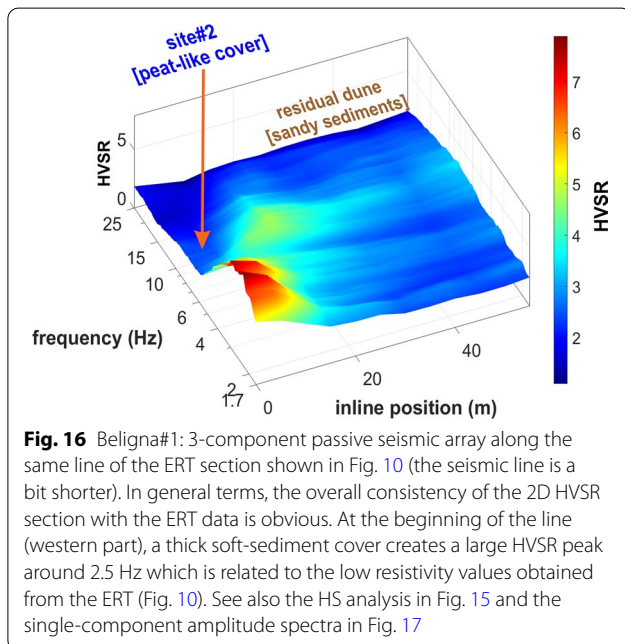 site#2
[peat-like cover]
residual dune
[sandy sediments]
HVSR
5
0
25
15
10
6
4
2
1.7
frequency (Hz)
0
20
40
inline position (m)
7
6
5
4
3
2
HVSR
Fig. 16 Beligna#1: 3-component passive seismic array along the
same line of the ERT section shown in Fig. 10 (the seismic line is a
bit shorter). In general terms, the overall consistency of the 2D HVSR
section with the ERT data is obvious. At the beginning of the line
(western part), a thick soft-sediment cover creates a large HVSR peak
around 2.5 Hz which is related to the low resistivity values obtained
from the ERT (Fig. 10). See also the HS analysis in Fig. 15 and the
single-component amplitude spectra in Fig. 17